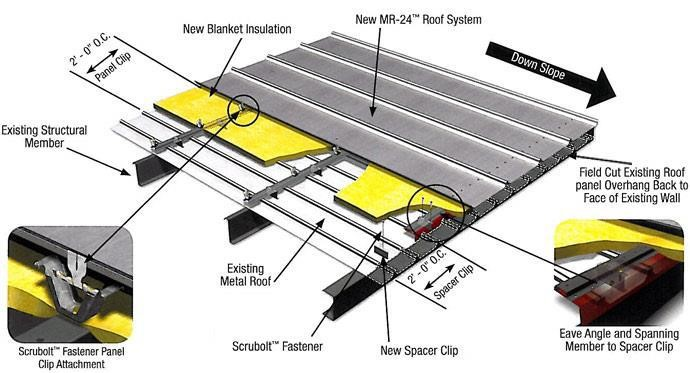 New Blanket Insulation
New MR-24™ Roof System
2' - 0" O.C.
Panel Clip
Down Slope
Existing Structural
Member
Field Cut Existing Roof
panel Overhang Back to
Face of Existing Wall
Existing
Metal Roof
2' - 0" O.C.
Spacer Clip
Scrubolt™ Fastener
New Spacer Clip
Scrubolt™ Fastener Panel
Clip Attachment
Eave Angle and Spanning
Member to Spacer Clip